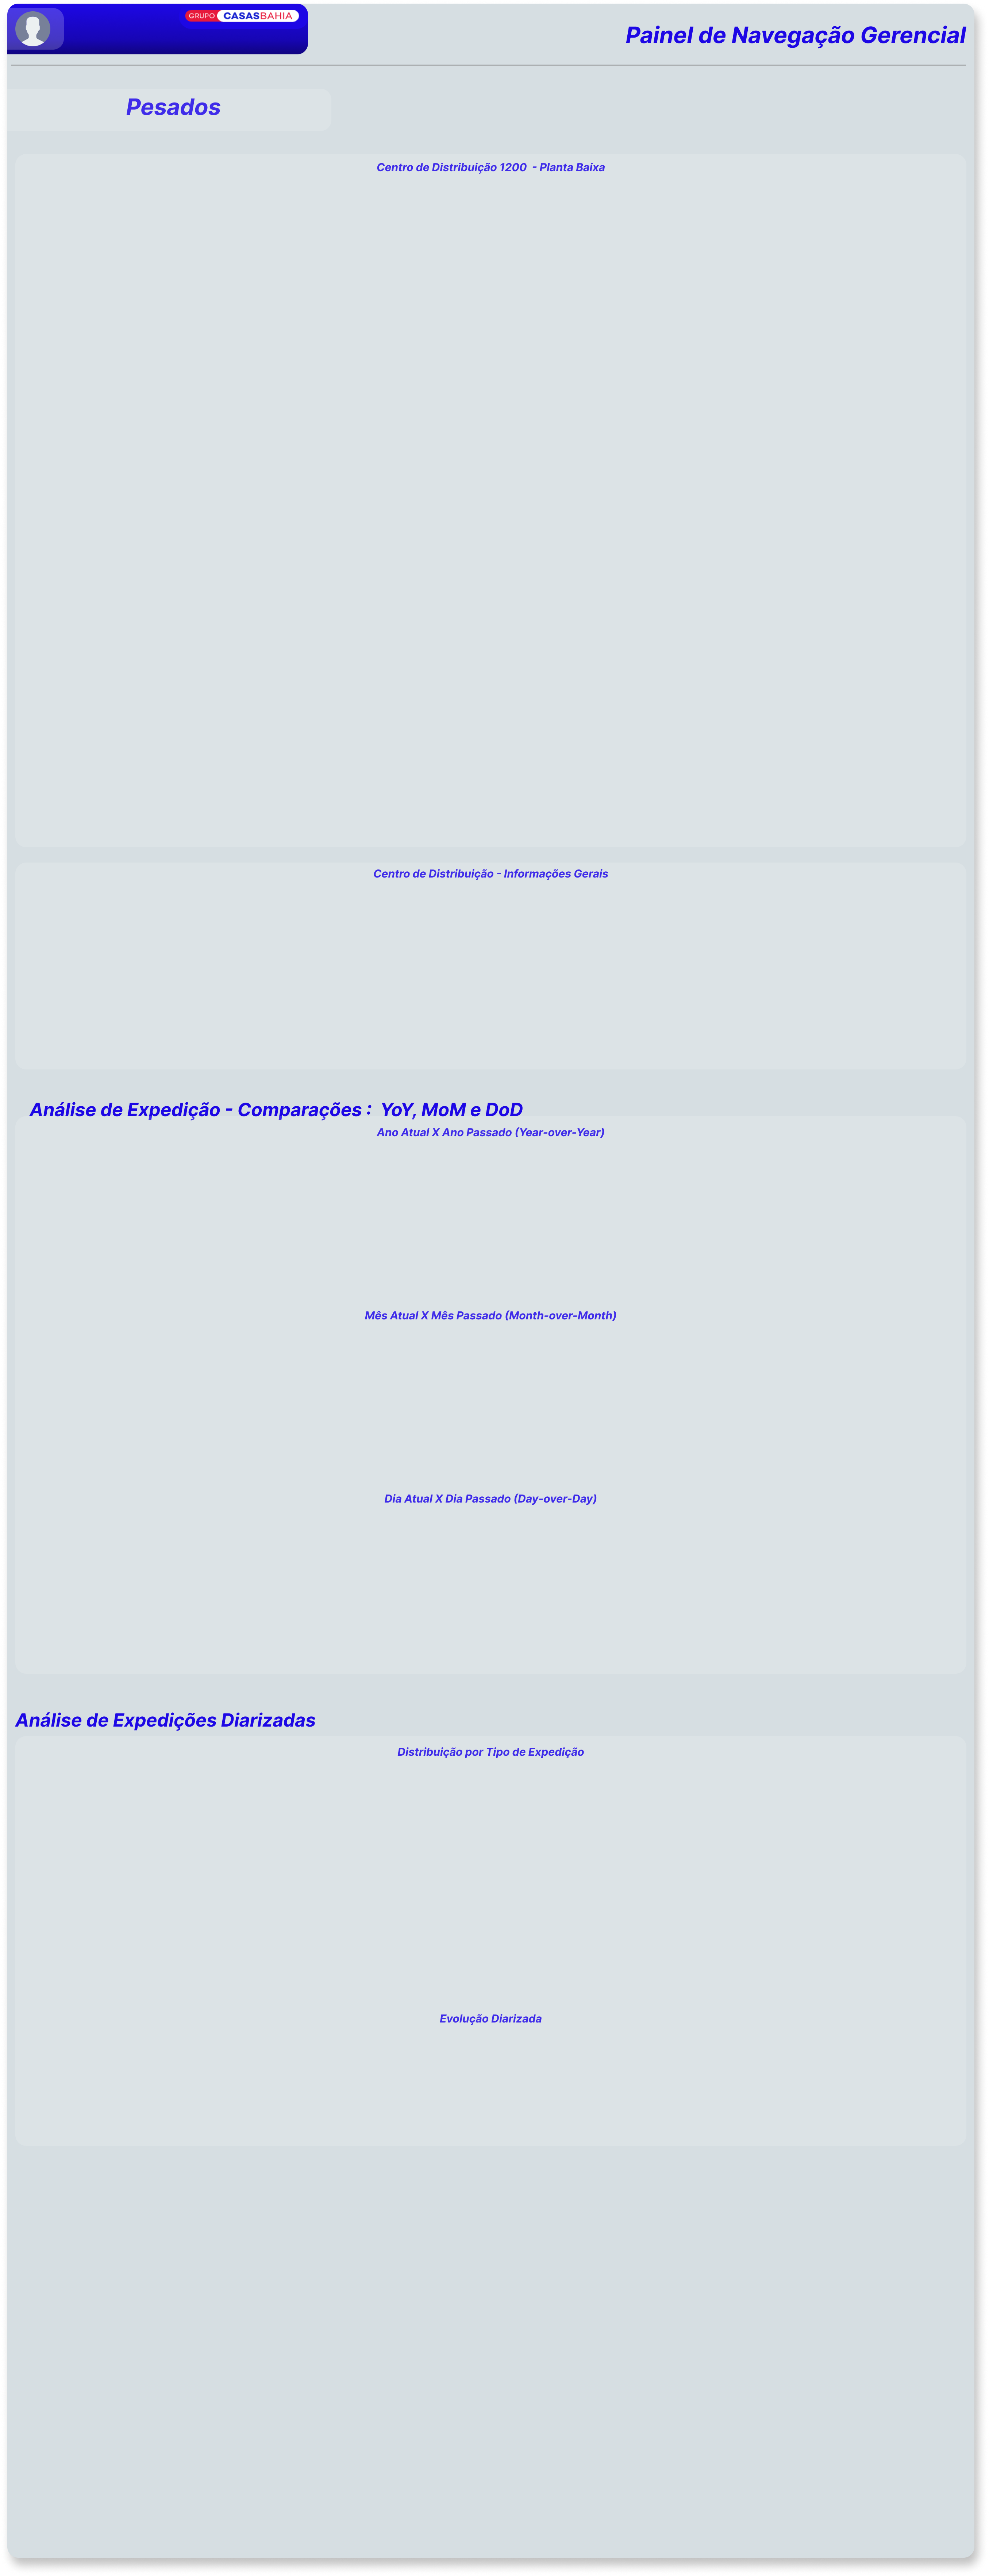 GRUPO CASASBAHIA
Painel de Navegação Gerencial
Pesados
Centro de Distribuição 1200 - Planta Baixa
Centro de Distribuição - Informações Gerais
Análise de Expedição - Comparações : YoY, MoM e DoD
Ano Atual X Ano Passado (Year-over-Year)
Mês Atual X Mês Passado (Month-over-Month)
Dia Atual X Dia Passado (Day-over-Day)
Análise de Expedições Diarizadas
Distribuição por Tipo de Expedição
Evolução Diarizada